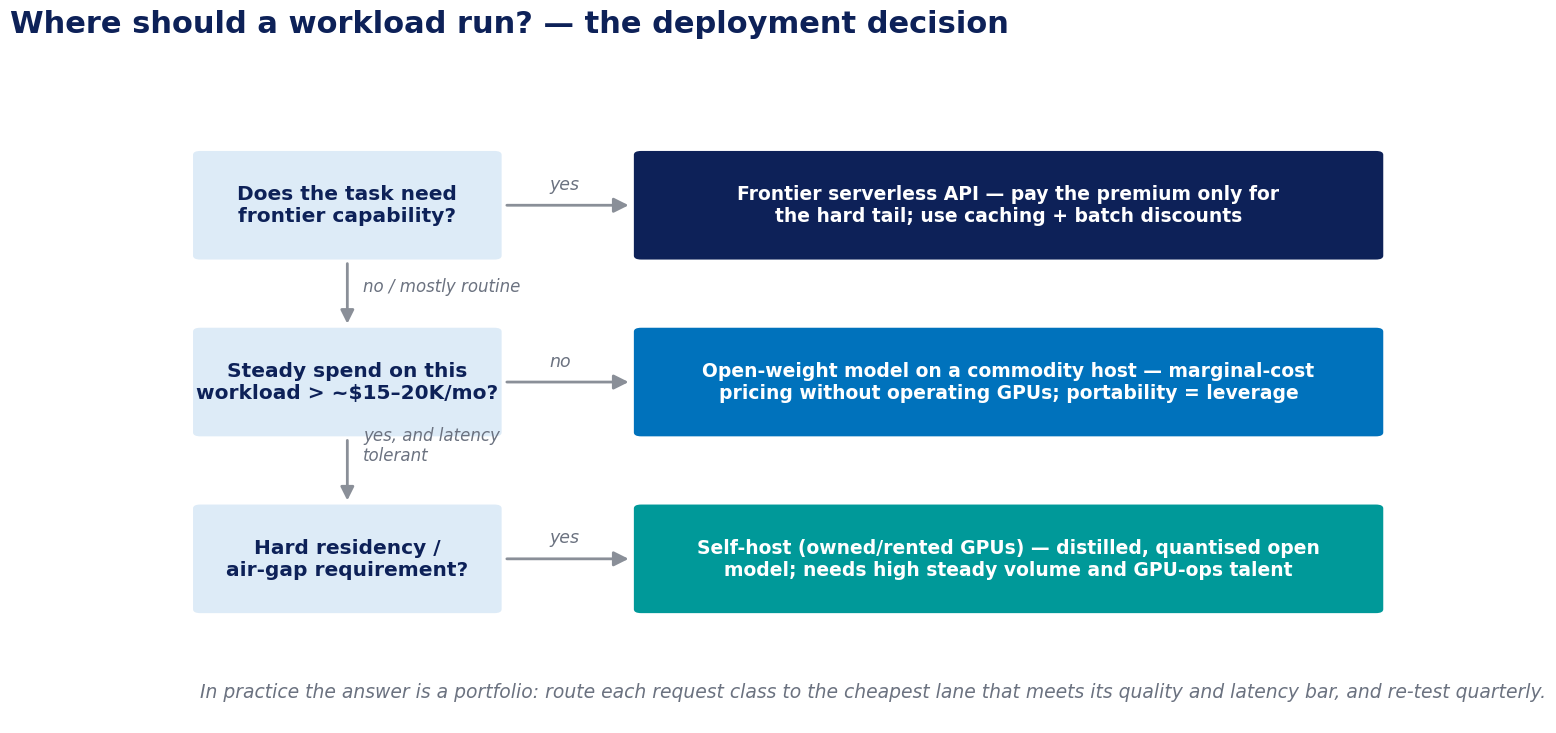 Where should a workload run? — the deployment decision
Does the task need
frontier capability?
yes
Frontier serverless API — pay the premium only for
the hard tail; use caching + batch discounts
no / mostly routine
Steady spend on this
workload > ~$15–20K/mo?
no
Open-weight model on a commodity host — marginal-cost
pricing without operating GPUs; portability = leverage
yes, and latency
tolerant
Hard residency /
air-gap requirement?
yes
Self-host (owned/rented GPUs) — distilled, quantised open
model; needs high steady volume and GPU-ops talent
In practice the answer is a portfolio: route each request class to the cheapest lane that meets its quality and latency bar, and re-test quarterly.